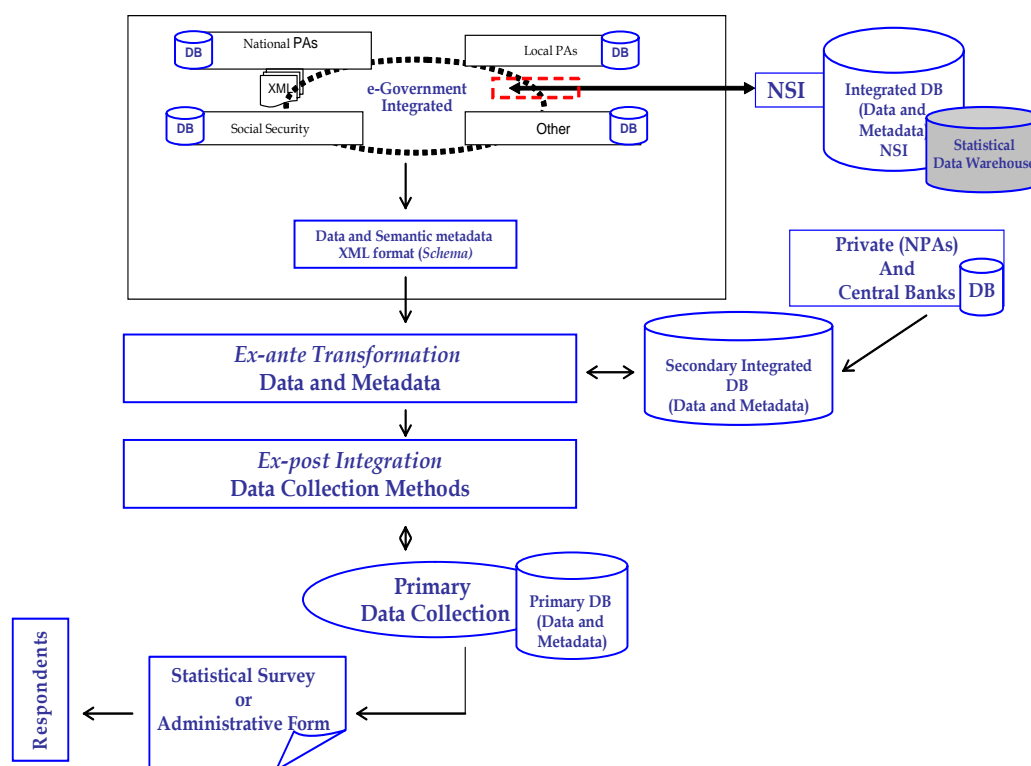 DB
National PAs
Local PAs
DB
XML
e-Government
Integrated
DB
Social Security
Other
DB
NSI
Integrated DB
(Data and
Metadata)
NSI
Statistical
Data Warehouse
Data and Semantic metadata
XML format (Schema)
Private (NPAs)
And
Central Banks
DB
Ex-ante Transformation
Data and Metadata
Secondary Integrated
DB
(Data and Metadata)
Ex-post Integration
Data Collection Methods
Primary
Data Collection
Primary DB
(Data and
Metadata)
Respondents
Statistical Survey
or
Administrative Form